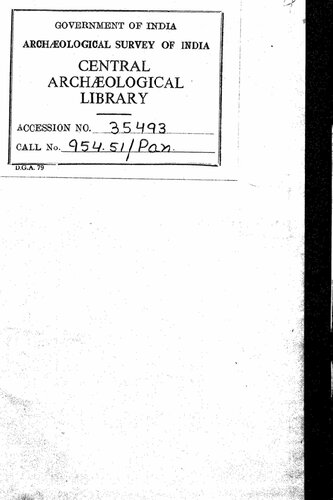 GOVERNMENT OF INDIA
ARCHÆOLOGICAL SURVEY OF INDIA
CENTRAL
ARCHÆOLOGICAL
LIBRARY
ACCESSION NO. 35493
CALL No. 954.51/Pan.
D.G.A. 79